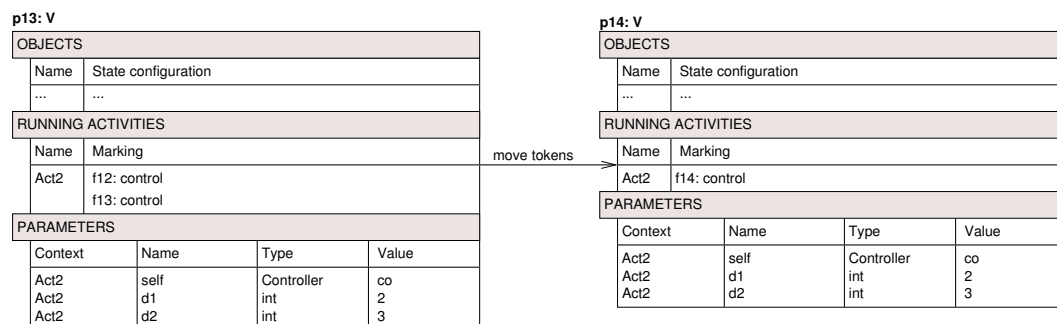 p13: V
OBJECTS
Name State configuration
... ...
RUNNING ACTIVITIES
Name Marking
Act2 f12: control
f13: control
PARAMETERS
Context Name Type Value
Act2 self Controller co
Act2 d1 int 2
Act2 d2 int 3
move tokens
p14: V
OBJECTS
Name State configuration
... ...
RUNNING ACTIVITIES
Name Marking
Act2 f14: control
PARAMETERS
Context Name Type Value
Act2 self Controller co
Act2 d1 int 2
Act2 d2 int 3